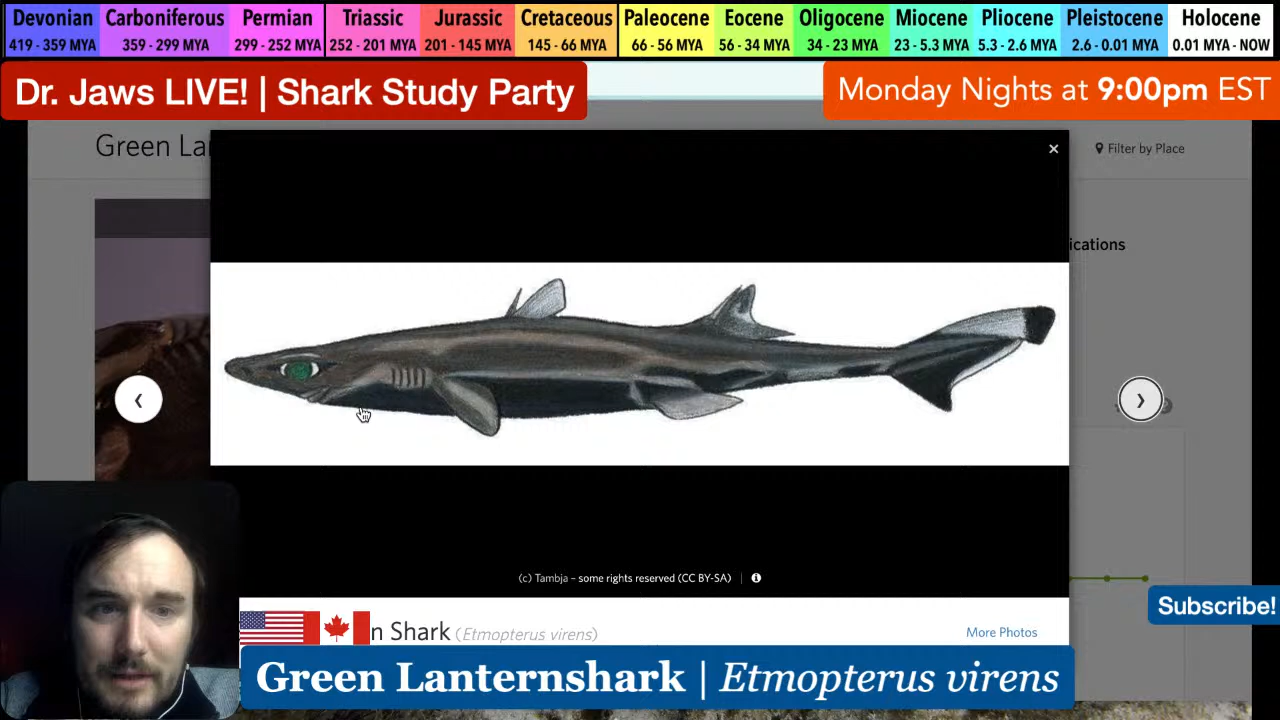 Devonian Carboniferous Permian Triassic Jurassic Cretaceous Paleocene Eocene Oligocene Miocene Pliocene Pleistocene Holocene
419 - 359 MYA 359 - 299 MYA 299 - 252 MYA 252 - 201 MYA 201 - 145 MYA 145 - 66 MYA 66 - 56 MYA 56 - 34 MYA 34 - 23 MYA 23 - 5.3 MYA 5.3 - 2.6 MYA 2.6 - 0.01 MYA 0.01 MYA - NOW
Dr. Jaws LIVE! | Shark Study Party
Monday Nights at 9:00pm EST
Green La
Filter by Place
ications
(c) Tambja – some rights reserved (CC BY-SA)
Subscribe!
n Shark (Etmopterus virens)
More Photos
Green Lanternshark | Etmopterus virens